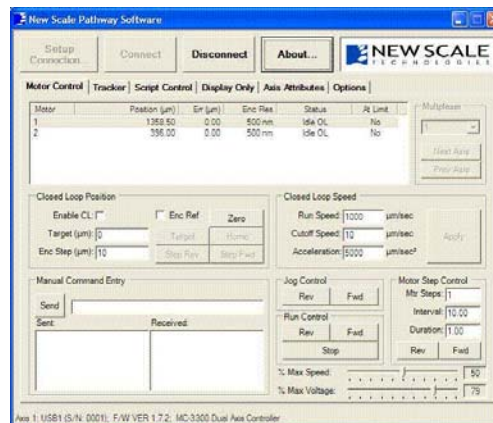 New Scale Pathway Software
Setup Connection... Connect Disconnect About... NEW SCALE TECHNOLOGIES
Motor Control Tracker Script Control Display Only Axis Attributes Options
Motor Position (µm) Err (µm) Enc Res Status At Limit
1 1358.50 0.00 500 nm Idle OL No
2 396.00 0.00 500 nm Idle OL No
Multiplexer
1
Next Axis
Prev Axis
Closed Loop Position
Enable CL: Enc Ref Zero
Target (µm): 0 Target Home
Enc Step (µm): 10 Step Rev Step Fwd
Closed Loop Speed
Run Speed: 1000 µm/sec
Cutoff Speed: 10 µm/sec
Acceleration: 5000 µm/sec²
Apply
Manual Command Entry
Send
Sent: Received:
Jog Control
Rev Fwd
Run Control
Rev Fwd
Stop
Motor Step Control
Mtr Steps: 1
Interval: 10.00
Duration: 1.00
Rev Fwd
% Max Speed: 50
% Max Voltage: 79
Axis 1: USB1 (S/N: 0001); F/W VER 1.7.2; MC-3300 Dual Axis Controller